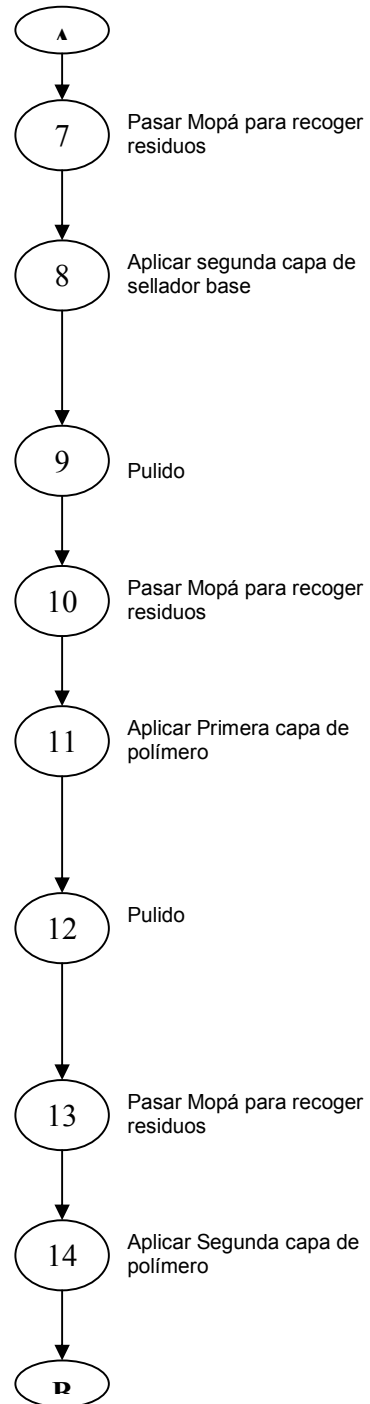 A
7
Pasar Mopá para recoger
residuos
8
Aplicar segunda capa de
sellador base
9
Pulido
10
Pasar Mopá para recoger
residuos
11
Aplicar Primera capa de
polímero
12
Pulido
13
Pasar Mopá para recoger
residuos
14
Aplicar Segunda capa de
polímero
B